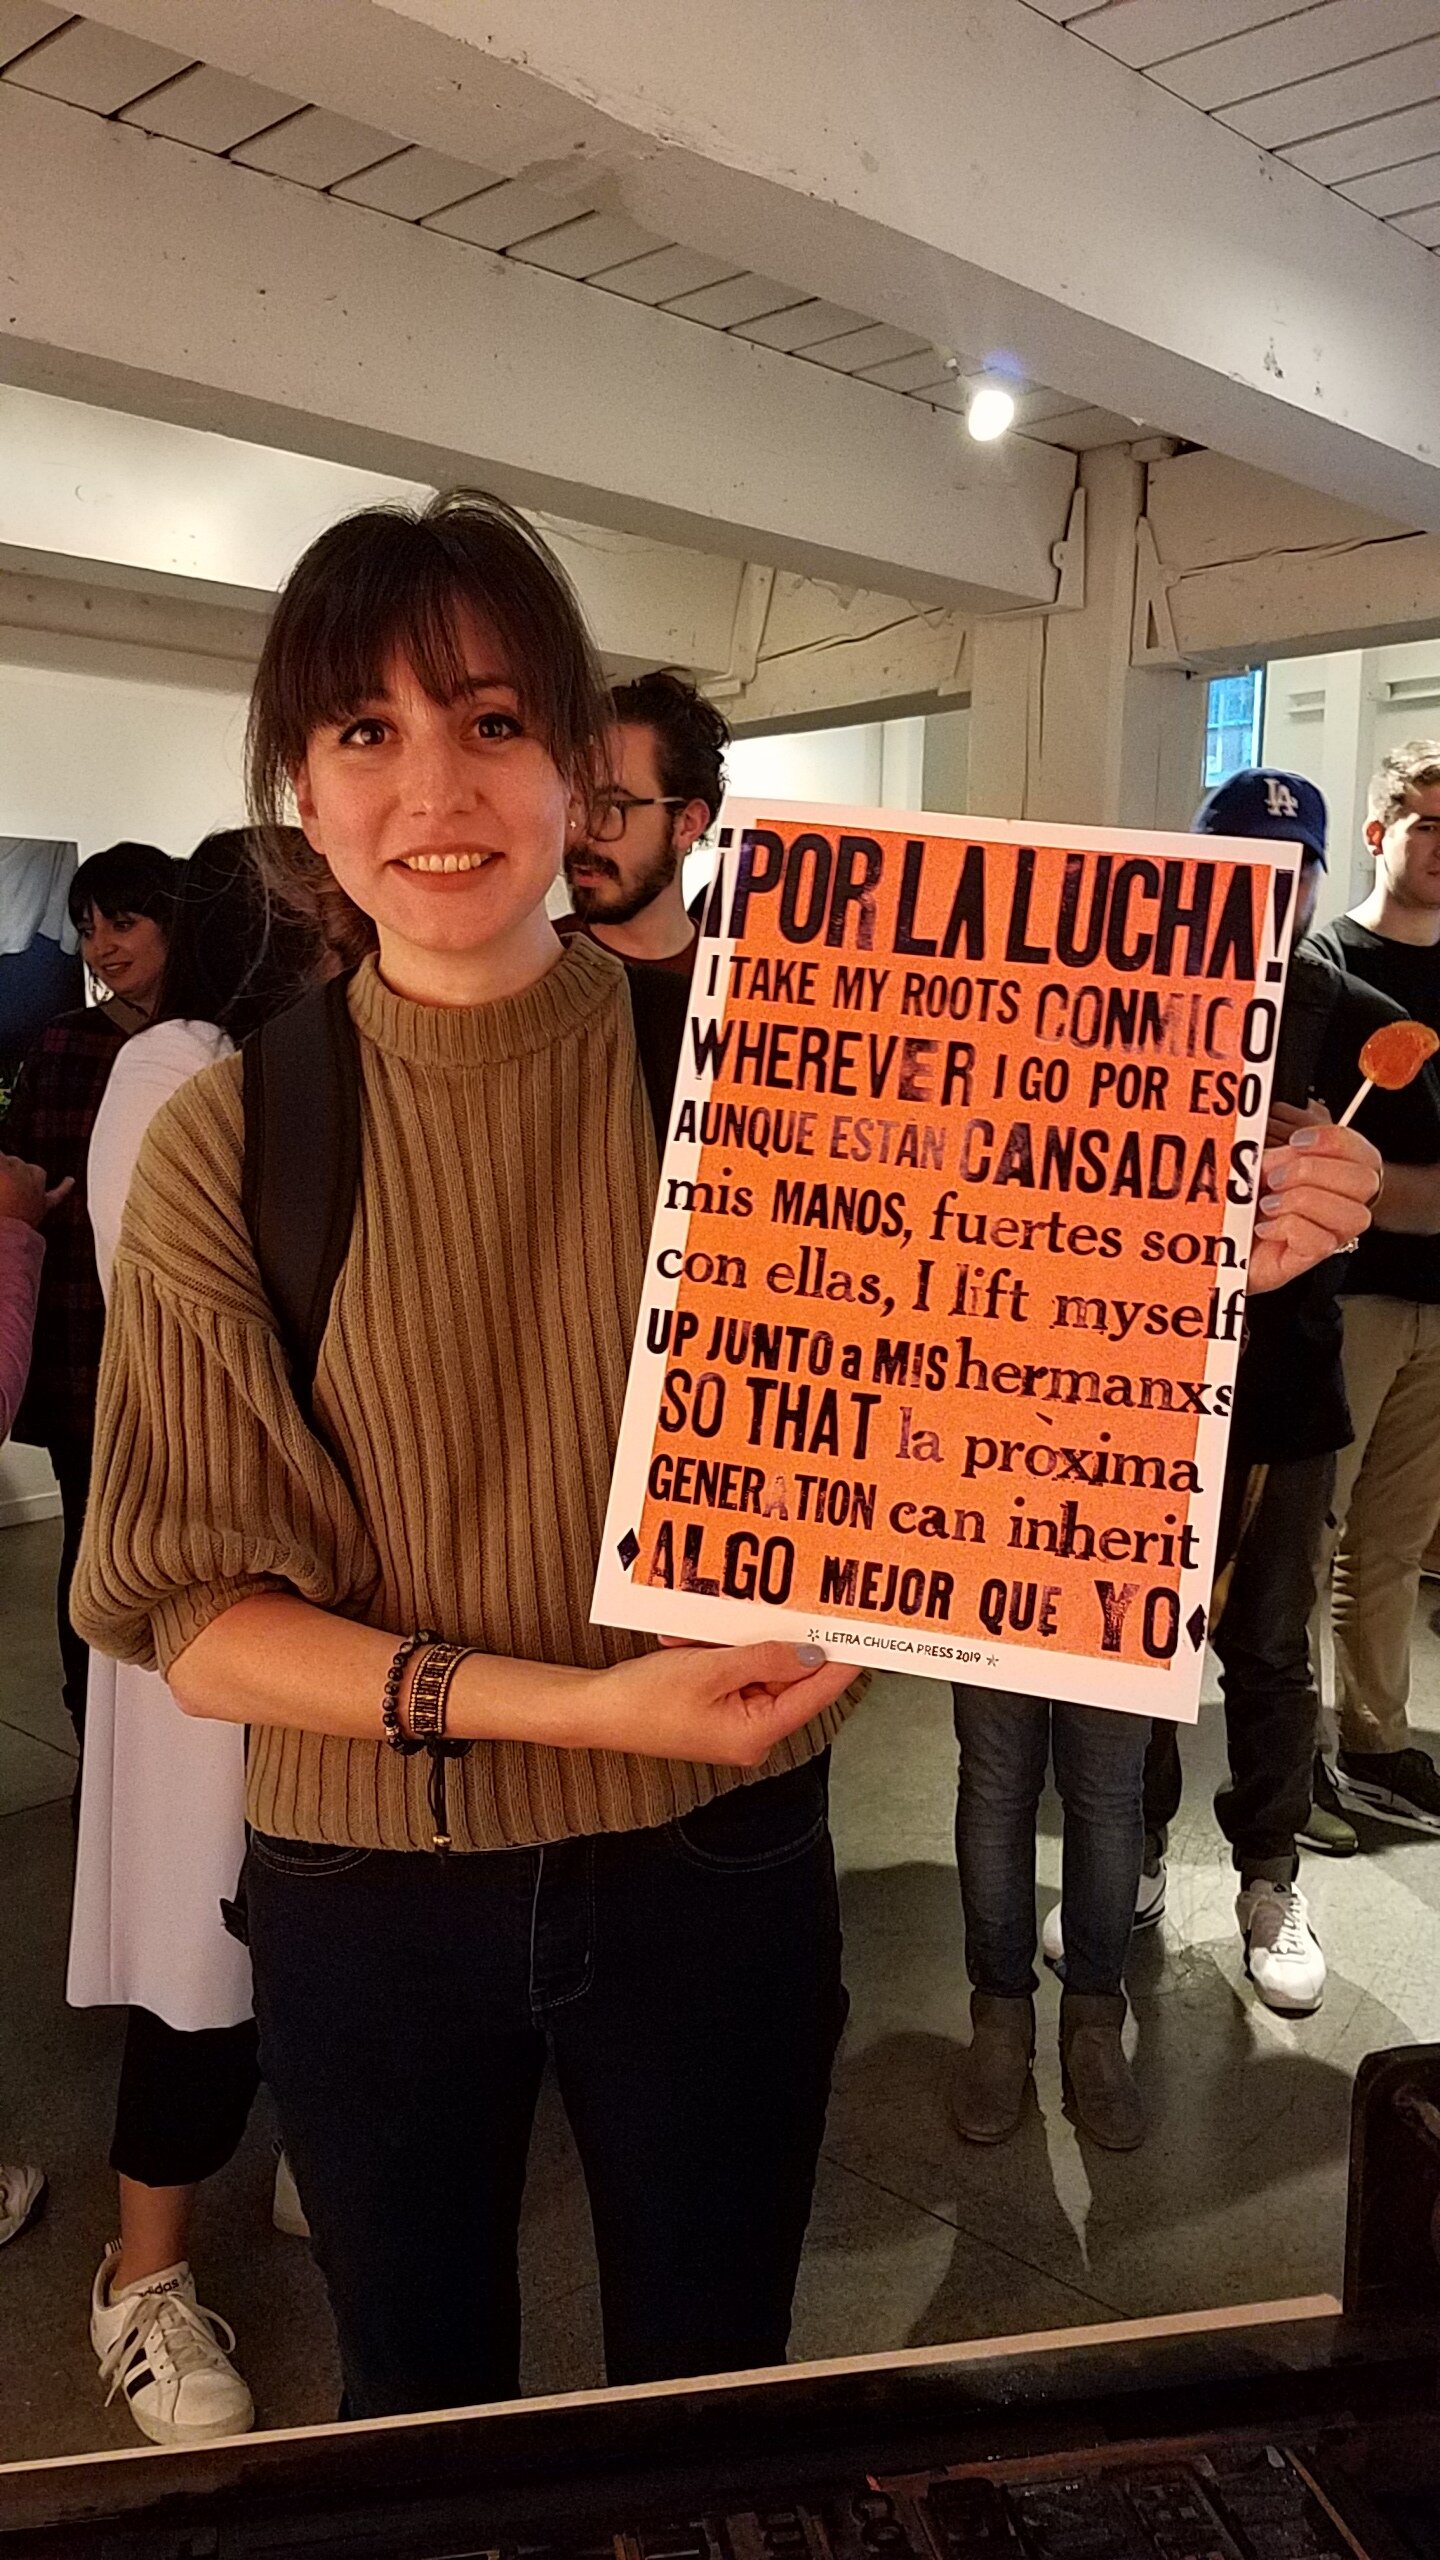 ¡POR LA LUCHA!
I TAKE MY ROOTS CONMIGO
WHEREVER I GO POR ESO
AUNQUE ESTÁN CANSADAS
mis MANOS, fuertes son.
con ellas, I lift myself
UP JUNTO a MIS hermanxs
SO THAT la pròxima
GENERATION can inherit
ALGO MEJOR QUE YO
LETRA CHUECA PRESS 2019
LA
adidas